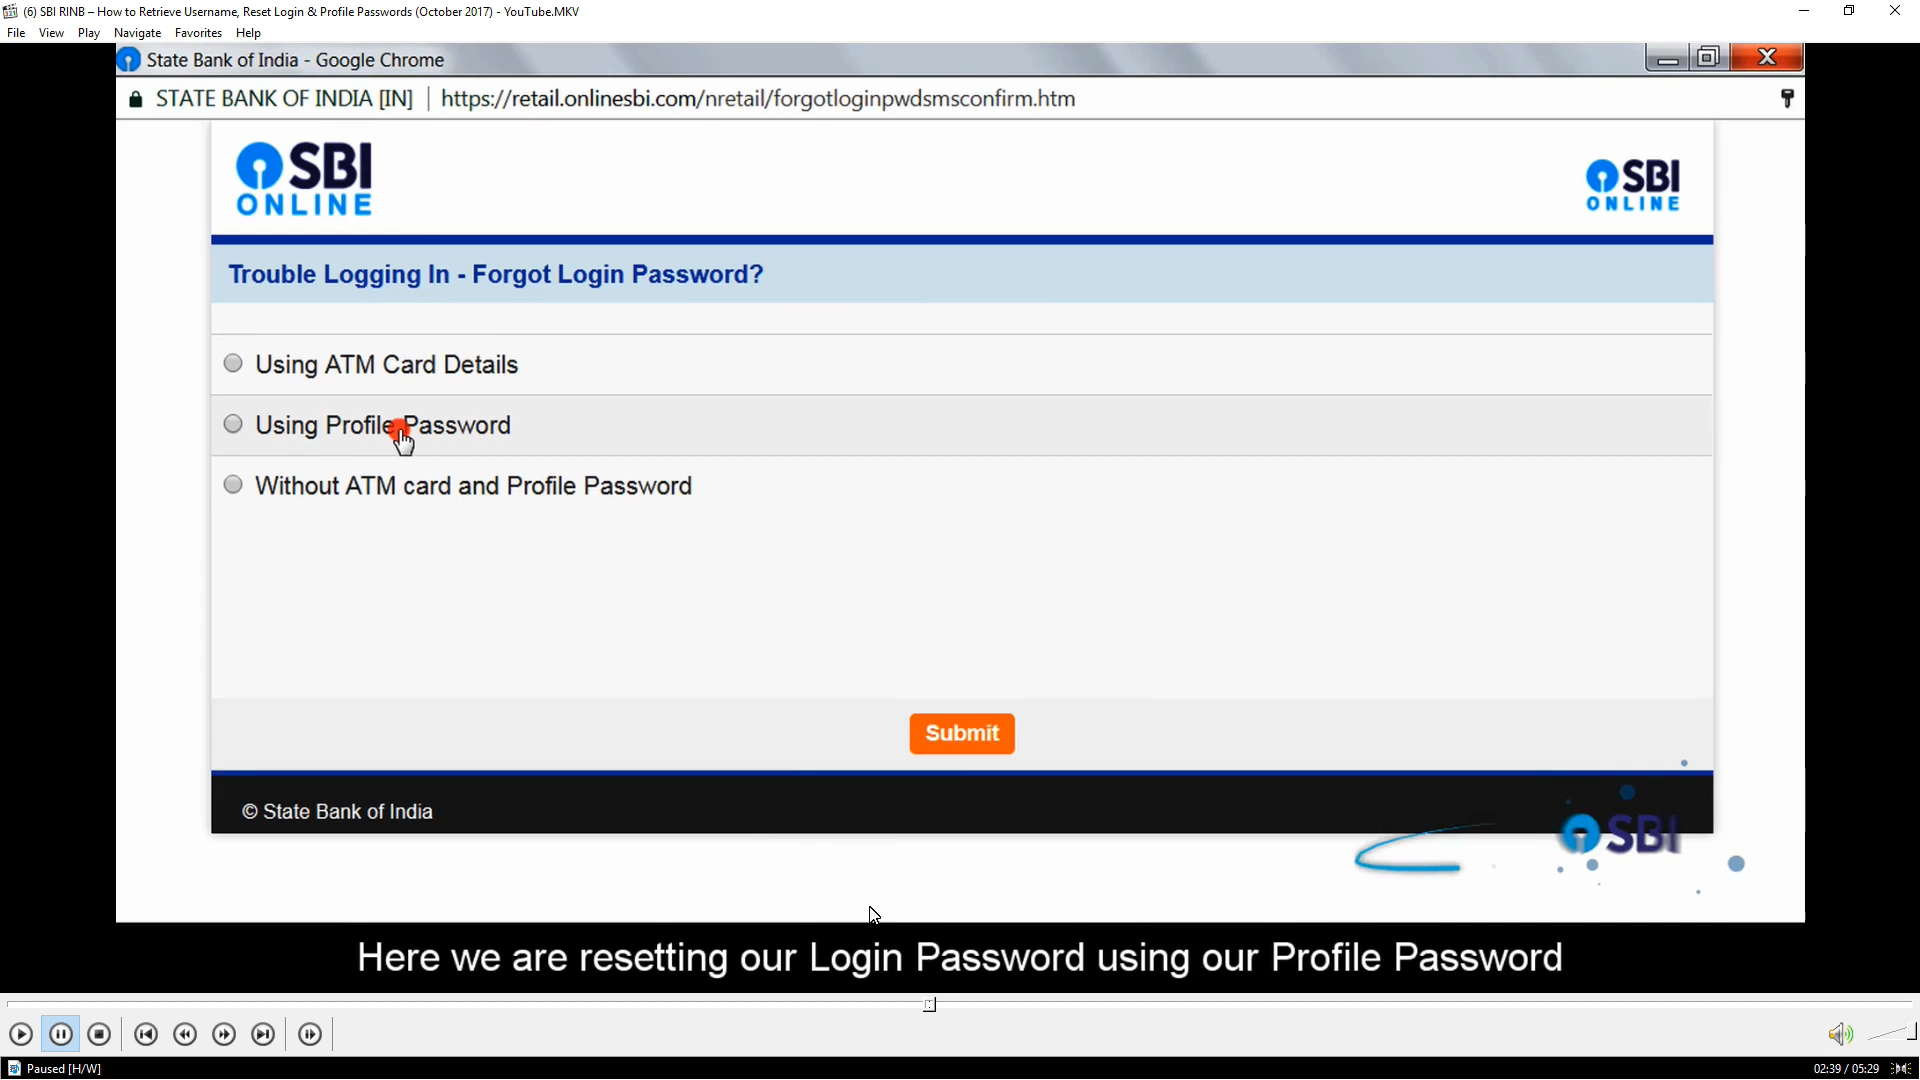 (6) SBI RINB – How to Retrieve Username, Reset Login & Profile Passwords (October 2017) - YouTube.MKV
File View Play Navigate Favorites Help
State Bank of India - Google Chrome
STATE BANK OF INDIA [IN] https://retail.onlinesbi.com/nretail/forgotloginpwdsmsconfirm.htm
SBI
ONLINE
SBI
ONLINE
Trouble Logging In - Forgot Login Password?
Using ATM Card Details
Using Profile Password
Without ATM card and Profile Password
Submit
© State Bank of India
SBI
Here we are resetting our Login Password using our Profile Password
Paused [H/W]
02:39 / 05:29